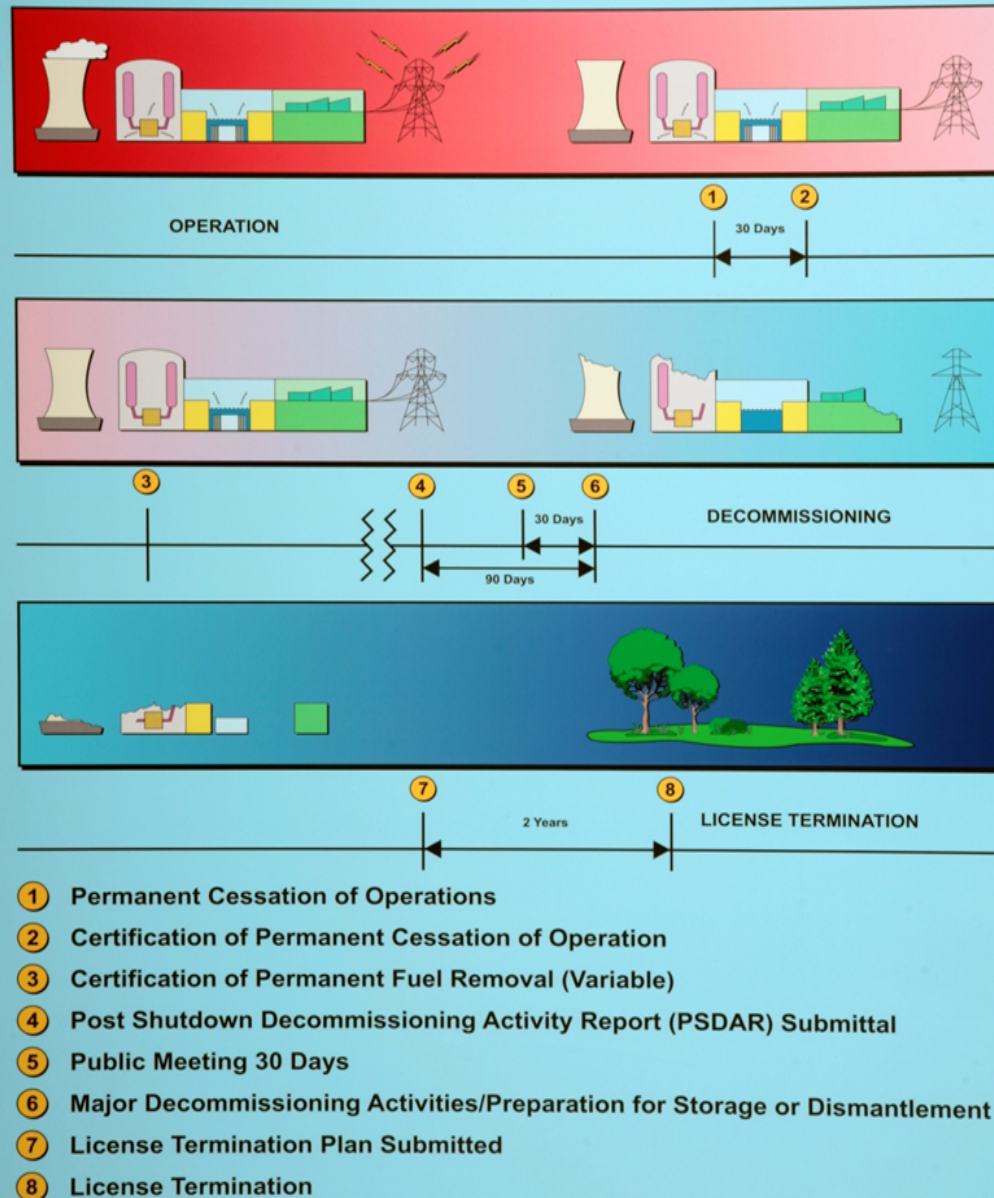 1 2
OPERATION 30 Days
3 4 5 6
30 Days DECOMMISSIONING
90 Days
7 8
2 Years LICENSE TERMINATION
1 Permanent Cessation of Operations
2 Certification of Permanent Cessation of Operation
3 Certification of Permanent Fuel Removal (Variable)
4 Post Shutdown Decommissioning Activity Report (PSDAR) Submittal
5 Public Meeting 30 Days
6 Major Decommissioning Activities/Preparation for Storage or Dismantlement
7 License Termination Plan Submitted
8 License Termination